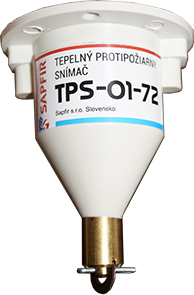 SAPFIR
TEPELNÝ PROTIPOŽIARNY
SNÍMAČ
TPS-01-72
Sapfir s.r.o. Slovensko